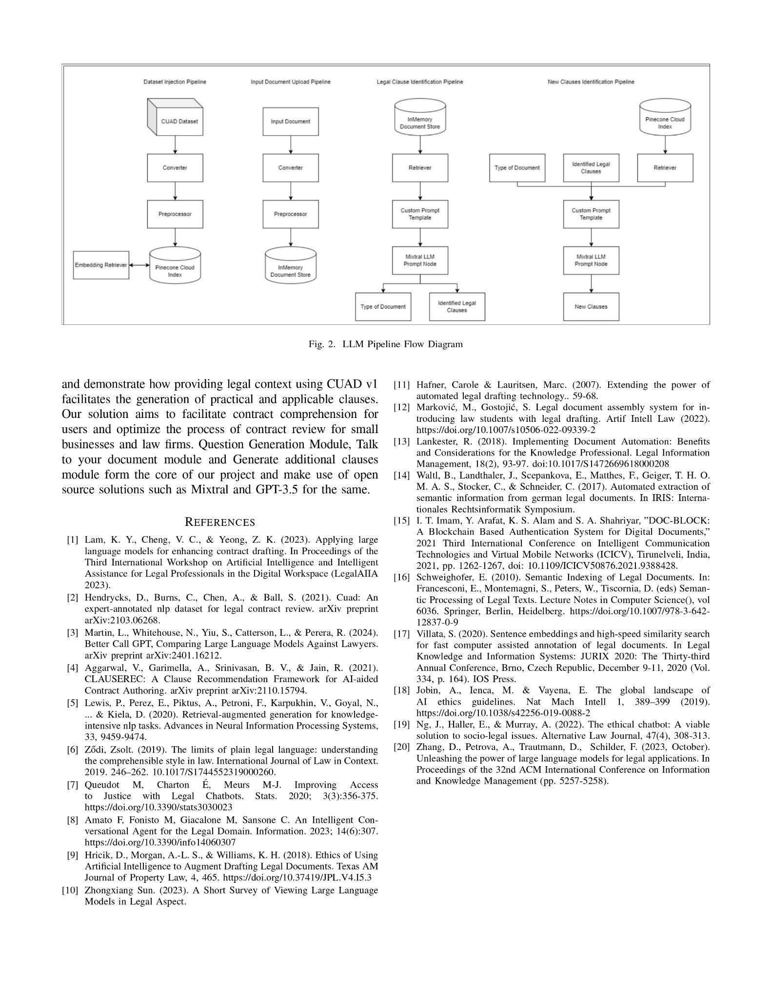 Dataset Injection Pipeline
CUAD Dataset
Converter
Preprocessor
Embedding Retriever
Pinecone Cloud
Index
Input Document Upload Pipeline
Input Document
Converter
Preprocessor
InMemory
Document Store
Legal Clause Identification Pipeline
InMemory
Document Store
Retriever
Custom Prompt
Template
Mixtral LLM
Prompt Node
Type of Document
Identified Legal
Clauses
New Clauses Identification Pipeline
Pinecone Cloud
Index
Type of Document
Identified Legal
Clauses
Retriever
Custom Prompt
Template
Mixtral LLM
Prompt Node
New Clauses
Fig. 2. LLM Pipeline Flow Diagram
and demonstrate how providing legal context using CUAD v1
facilitates the generation of practical and applicable clauses.
Our solution aims to facilitate contract comprehension for
users and optimize the process of contract review for small
businesses and law firms. Question Generation Module, Talk
to your document module and Generate additional clauses
module form the core of our project and make use of open
source solutions such as Mixtral and GPT-3.5 for the same.
REFERENCES
[1] Lam, K. Y., Cheng, V. C., & Yeong, Z. K. (2023). Applying large
language models for enhancing contract drafting. In Proceedings of the
Third International Workshop on Artificial Intelligence and Intelligent
Assistance for Legal Professionals in the Digital Workspace (LegalAIIA
2023).
[2] Hendrycks, D., Burns, C., Chen, A., & Ball, S. (2021). Cuad: An
expert-annotated nlp dataset for legal contract review. arXiv preprint
arXiv:2103.06268.
[3] Martin, L., Whitehouse, N., Yiu, S., Catterson, L., & Perera, R. (2024).
Better Call GPT, Comparing Large Language Models Against Lawyers.
arXiv preprint arXiv:2401.16212.
[4] Aggarwal, V., Garimella, A., Srinivasan, B. V., & Jain, R. (2021).
CLAUSEREC: A Clause Recommendation Framework for AI-aided
Contract Authoring. arXiv preprint arXiv:2110.15794.
[5] Lewis, P., Perez, E., Piktus, A., Petroni, F., Karpukhin, V., Goyal, N.,
... & Kiela, D. (2020). Retrieval-augmented generation for knowledge-
intensive nlp tasks. Advances in Neural Information Processing Systems,
33, 9459-9474.
[6] Ződi, Zsolt. (2019). The limits of plain legal language: understanding
the comprehensible style in law. International Journal of Law in Context.
2019. 246–262. 10.1017/S1744552319000260.
[7] Queudot M, Charton É, Meurs M-J. Improving Access
to Justice with Legal Chatbots. Stats. 2020; 3(3):356-375.
https://doi.org/10.3390/stats3030023
[8] Amato F, Fonisto M, Giacalone M, Sansone C. An Intelligent Con-
versational Agent for the Legal Domain. Information. 2023; 14(6):307.
https://doi.org/10.3390/info14060307
[9] Hricik, D., Morgan, A.-L. S., & Williams, K. H. (2018). Ethics of Using
Artificial Intelligence to Augment Drafting Legal Documents. Texas AM
Journal of Property Law, 4, 465. https://doi.org/10.37419/JPL.V4.I5.3
[10] Zhongxiang Sun. (2023). A Short Survey of Viewing Large Language
Models in Legal Aspect.
[11] Hafner, Carole & Lauritsen, Marc. (2007). Extending the power of
automated legal drafting technology.. 59-68.
[12] Marković, M., Gostojić, S. Legal document assembly system for in-
troducing law students with legal drafting. Artif Intell Law (2022).
https://doi.org/10.1007/s10506-022-09339-2
[13] Lankester, R. (2018). Implementing Document Automation: Benefits
and Considerations for the Knowledge Professional. Legal Information
Management, 18(2), 93-97. doi:10.1017/S1472669618000208
[14] Waltl, B., Landthaler, J., Scepankova, E., Matthes, F., Geiger, T. H. O.
M. A. S., Stocker, C., & Schneider, C. (2017). Automated extraction of
semantic information from german legal documents. In IRIS: Interna-
tionales Rechtsinformatik Symposium.
[15] I. T. Imam, Y. Arafat, K. S. Alam and S. A. Shahriyar, ”DOC-BLOCK:
A Blockchain Based Authentication System for Digital Documents,”
2021 Third International Conference on Intelligent Communication
Technologies and Virtual Mobile Networks (ICICV), Tirunelveli, India,
2021, pp. 1262-1267, doi: 10.1109/ICICV50876.2021.9388428.
[16] Schweighofer, E. (2010). Semantic Indexing of Legal Documents. In:
Francesconi, E., Montemagni, S., Peters, W., Tiscornia, D. (eds) Seman-
tic Processing of Legal Texts. Lecture Notes in Computer Science(), vol
6036. Springer, Berlin, Heidelberg. https://doi.org/10.1007/978-3-642-
12837-0-9
[17] Villata, S. (2020). Sentence embeddings and high-speed similarity search
for fast computer assisted annotation of legal documents. In Legal
Knowledge and Information Systems: JURIX 2020: The Thirty-third
Annual Conference, Brno, Czech Republic, December 9-11, 2020 (Vol.
334, p. 164). IOS Press.
[18] Jobin, A., Ienca, M. & Vayena, E. The global landscape of
AI ethics guidelines. Nat Mach Intell 1, 389–399 (2019).
https://doi.org/10.1038/s42256-019-0088-2
[19] Ng, J., Haller, E., & Murray, A. (2022). The ethical chatbot: A viable
solution to socio-legal issues. Alternative Law Journal, 47(4), 308-313.
[20] Zhang, D., Petrova, A., Trautmann, D., Schilder, F. (2023, October).
Unleashing the power of large language models for legal applications. In
Proceedings of the 32nd ACM International Conference on Information
and Knowledge Management (pp. 5257-5258).